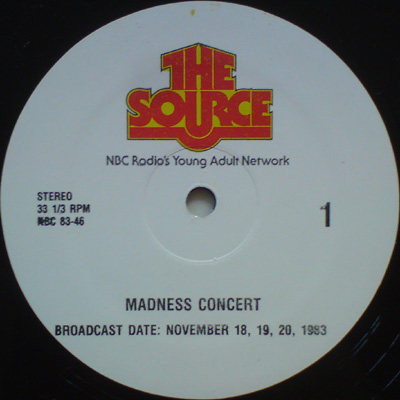 THE
SOURCE
NBC Radio's Young Adult Network
STEREO
33 1/3 RPM
NBC 83-46
1
MADNESS CONCERT
BROADCAST DATE: NOVEMBER 18, 19, 20, 1983